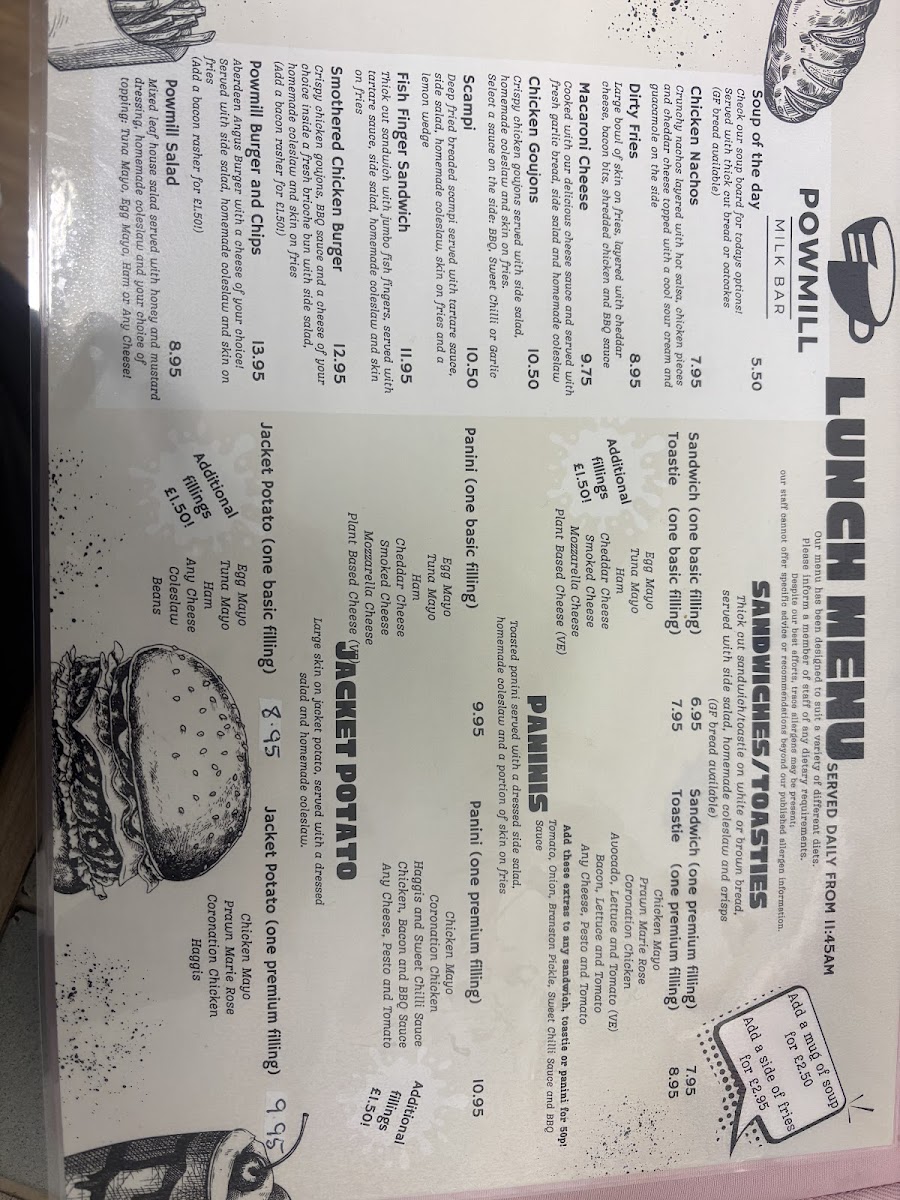 POWMILL
MILK BAR
LUNCH MENU
SERVED DAILY FROM 11:45AM
Our menu has been designed to suit a variety of different diets.
Please inform a member of staff of any dietary requirements.
Despite our best efforts, trace allergens may be present;
our staff cannot offer specific advice or recommendations beyond our published allergen information.
Add a mug of soup
for £2.50
Add a side of fries
for £2.95
Soup of the day 5.50
Check our soup board for todays options!
Served with thick cut bread or oatcakes
(GF bread available)
Chicken Nachos 7.95
Crunchy nachos layered with hot salsa, chicken pieces
and cheddar cheese topped with a cool sour cream and
guacamole on the side
Dirty Fries 8.95
Large bowl of skin on fries, layered with cheddar
cheese, bacon bits, shredded chicken and BBQ sauce
Macaroni Cheese 9.75
Cooked with our delicious cheese sauce and served with
fresh garlic bread, side salad and homemade coleslaw
Chicken Goujons 10.50
Crispy chicken goujons served with side salad,
homemade coleslaw and skin on fries.
Select a sauce on the side: BBQ, Sweet Chilli or Garlic
Scampi 10.50
Deep fried breaded scampi served with tartare sauce,
side salad, homemade coleslaw, skin on fries and a
lemon wedge
Fish Finger Sandwich 11.95
Thick cut sandwich with jumbo fish fingers, served with
tartare sauce, side salad, homemade coleslaw and skin
on fries
Smothered Chicken Burger 12.95
Crispy chicken goujons, BBQ sauce and a cheese of your
choice inside a fresh brioche bun with side salad,
homemade coleslaw and skin on fries
(Add a bacon rasher for £1.50!)
Powmill Burger and Chips 13.95
Aberdeen Angus Burger with a cheese of your choice!
Served with side salad, homemade coleslaw and skin on
fries
(Add a bacon rasher for £1.50!)
Powmill Salad 8.95
Mixed leaf house salad served with honey and mustard
dressing, homemade coleslaw and your choice of
topping: Tuna Mayo, Egg Mayo, Ham or Any Cheese!
SANDWICHES/TOASTIES
Thick cut sandwich/toastie on white or brown bread,
served with side salad, homemade coleslaw and crisps
(GF bread available)
Sandwich (one basic filling) 6.95
Toastie (one basic filling) 7.95
Egg Mayo
Tuna Mayo
Ham
Cheddar Cheese
Smoked Cheese
Mozzarella Cheese
Plant Based Cheese (VE)
Additional
fillings
£1.50!
Sandwich (one premium filling) 7.95
Toastie (one premium filling) 8.95
Chicken Mayo
Prawn Marie Rose
Coronation Chicken
Avocado, Lettuce and Tomato (VE)
Bacon, Lettuce and Tomato
Any Cheese, Pesto and Tomato
Add these extras to any sandwich, toastie or panini for 50p!
Tomato, Onion, Branston Pickle, Sweet Chilli Sauce and BBQ
Sauce
PANINIS
Toasted panini served with a dressed side salad,
homemade coleslaw and a portion of skin on fries
Panini (one basic filling) 9.95
Egg Mayo
Tuna Mayo
Ham
Cheddar Cheese
Smoked Cheese
Mozzarella Cheese
Plant Based Cheese (VE)
Panini (one premium filling) 10.95
Chicken Mayo
Coronation Chicken
Haggis and Sweet Chilli Sauce
Chicken, Bacon and BBQ Sauce
Any Cheese, Pesto and Tomato
Additional
fillings
£1.50!
JACKET POTATO
Large skin on jacket potato, served with a dressed
salad and homemade coleslaw.
Jacket Potato (one basic filling) 8.95
Egg Mayo
Tuna Mayo
Ham
Any Cheese
Coleslaw
Beans
Additional
fillings
£1.50!
Jacket Potato (one premium filling) 9.95
Chicken Mayo
Prawn Marie Rose
Coronation Chicken
Haggis